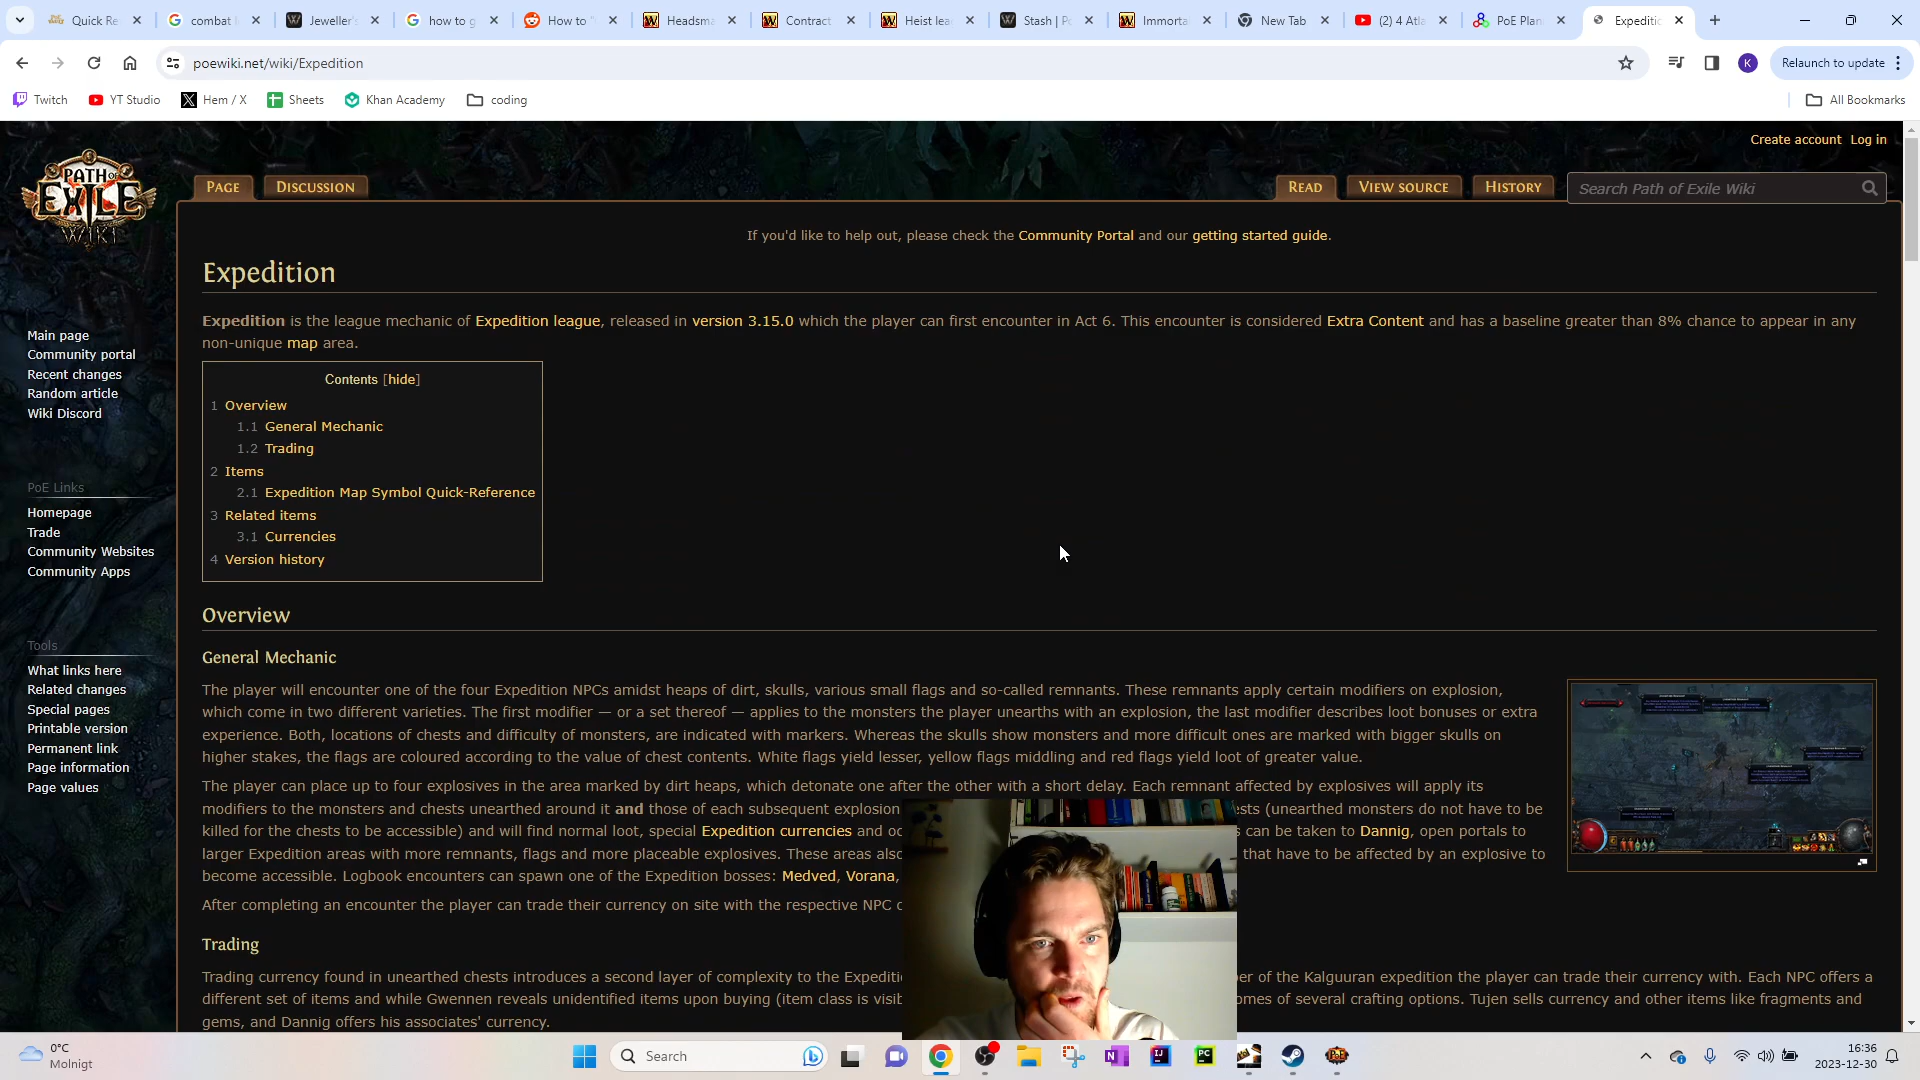 Quick Re
combat
Jeweller's
how to g
How to "
Headsma
Contract
Heist lea
Stash | P
Immorta
New Tab
(2) 4 Atla
PoE Plan
Expeditic
poewiki.net/wiki/Expedition
K
Relaunch to update
Twitch
YT Studio
Hem / X
Sheets
Khan Academy
coding
All Bookmarks
Create account Log in
PATH OF
EXILE
WIKI
PAGE
DISCUSSION
READ
VIEW SOURCE
HISTORY
Search Path of Exile Wiki
If you'd like to help out, please check the Community Portal and our getting started guide.
Expedition
Expedition is the league mechanic of Expedition league, released in version 3.15.0 which the player can first encounter in Act 6. This encounter is considered Extra Content and has a baseline greater than 8% chance to appear in any
non-unique map area.
Main page
Community portal
Recent changes
Random article
Wiki Discord
PoE Links
Homepage
Trade
Community Websites
Community Apps
Tools
What links here
Related changes
Special pages
Printable version
Permanent link
Page information
Page values
Contents [hide]
1 Overview
1.1 General Mechanic
1.2 Trading
2 Items
2.1 Expedition Map Symbol Quick-Reference
3 Related items
3.1 Currencies
4 Version history
Overview
General Mechanic
The player will encounter one of the four Expedition NPCs amidst heaps of dirt, skulls, various small flags and so-called remnants. These remnants apply certain modifiers on explosion,
which come in two different varieties. The first modifier — or a set thereof — applies to the monsters the player unearths with an explosion, the last modifier describes loot bonuses or extra
experience. Both, locations of chests and difficulty of monsters, are indicated with markers. Whereas the skulls show monsters and more difficult ones are marked with bigger skulls on
higher stakes, the flags are coloured according to the value of chest contents. White flags yield lesser, yellow flags middling and red flags yield loot of greater value.
The player can place up to four explosives in the area marked by dirt heaps, which detonate one after the other with a short delay. Each remnant affected by explosives will apply its
modifiers to the monsters and chests unearthed around it and those of each subsequent explosion sts (unearthed monsters do not have to be
killed for the chests to be accessible) and will find normal loot, special Expedition currencies and oc s can be taken to Dannig, open portals to
larger Expedition areas with more remnants, flags and more placeable explosives. These areas also that have to be affected by an explosive to
become accessible. Logbook encounters can spawn one of the Expedition bosses: Medved, Vorana,
After completing an encounter the player can trade their currency on site with the respective NPC o
Trading
Trading currency found in unearthed chests introduces a second layer of complexity to the Expediti er of the Kalguuran expedition the player can trade their currency with. Each NPC offers a
different set of items and while Gwennen reveals unidentified items upon buying (item class is visib omes of several crafting options. Tujen sells currency and other items like fragments and
gems, and Dannig offers his associates' currency.
0°C
Molnigt
Search
16:36
2023-12-30